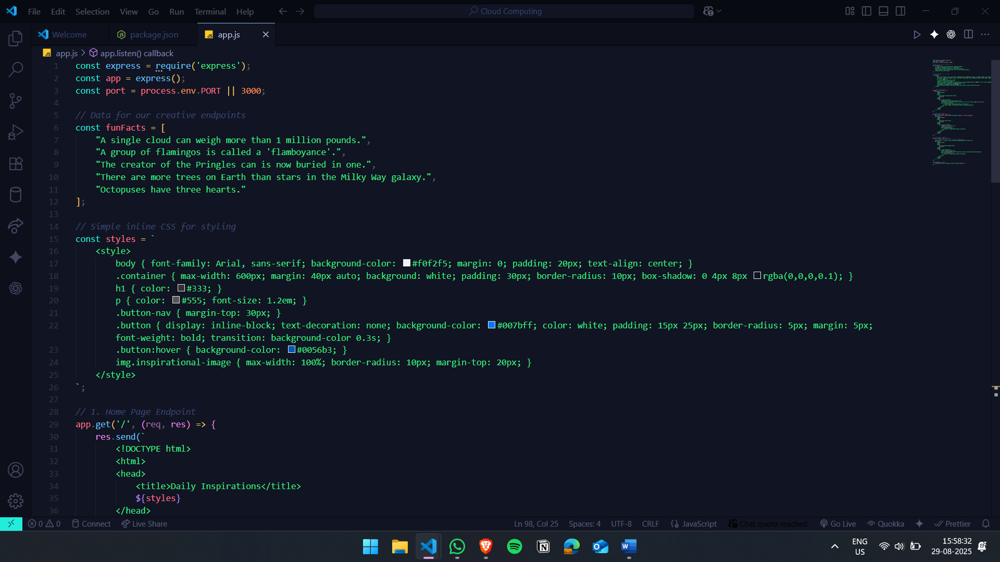 File Edit Selection View Go Run Terminal Help
Cloud Computing
Welcome
package.json
app.js
app.js > app.listen() callback
1 const express = require('express');
2 const app = express();
3 const port = process.env.PORT || 3000;
4
5 // Data for our creative endpoints
6 const funFacts = [
7 "A single cloud can weigh more than 1 million pounds.",
8 "A group of flamingos is called a 'flamboyance'.",
9 "The creator of the Pringles can is now buried in one.",
10 "There are more trees on Earth than stars in the Milky Way galaxy.",
11 "Octopuses have three hearts."
12 ];
13
14 // Simple inline CSS for styling
15 const styles = `
16 <style>
17 body { font-family: Arial, sans-serif; background-color: #f0f2f5; margin: 0; padding: 20px; text-align: center; }
18 .container { max-width: 600px; margin: 40px auto; background: white; padding: 30px; border-radius: 10px; box-shadow: 0 4px 8px rgba(0,0,0,0.1); }
19 h1 { color: #333; }
20 p { color: #555; font-size: 1.2em; }
21 .button-nav { margin-top: 30px; }
22 .button { display: inline-block; text-decoration: none; background-color: #007bff; color: white; padding: 15px 25px; border-radius: 5px; margin: 5px;
font-weight: bold; transition: background-color 0.3s; }
23 .button:hover { background-color: #0056b3; }
24 img.inspirational-image { max-width: 100%; border-radius: 10px; margin-top: 20px; }
25 </style>
26 `;
27
28 // 1. Home Page Endpoint
29 app.get('/', (req, res) => {
30 res.send(`
31 <!DOCTYPE html>
32 <html>
33 <head>
34 <title>Daily Inspirations</title>
35 ${styles}
36 </head>
0 0 Connect Live Share
Ln 98, Col 25 Spaces: 4 UTF-8 CRLF {} JavaScript Chat quota reached Go Live Quokka Prettier
ENG
US
15:58:32
29-08-2025